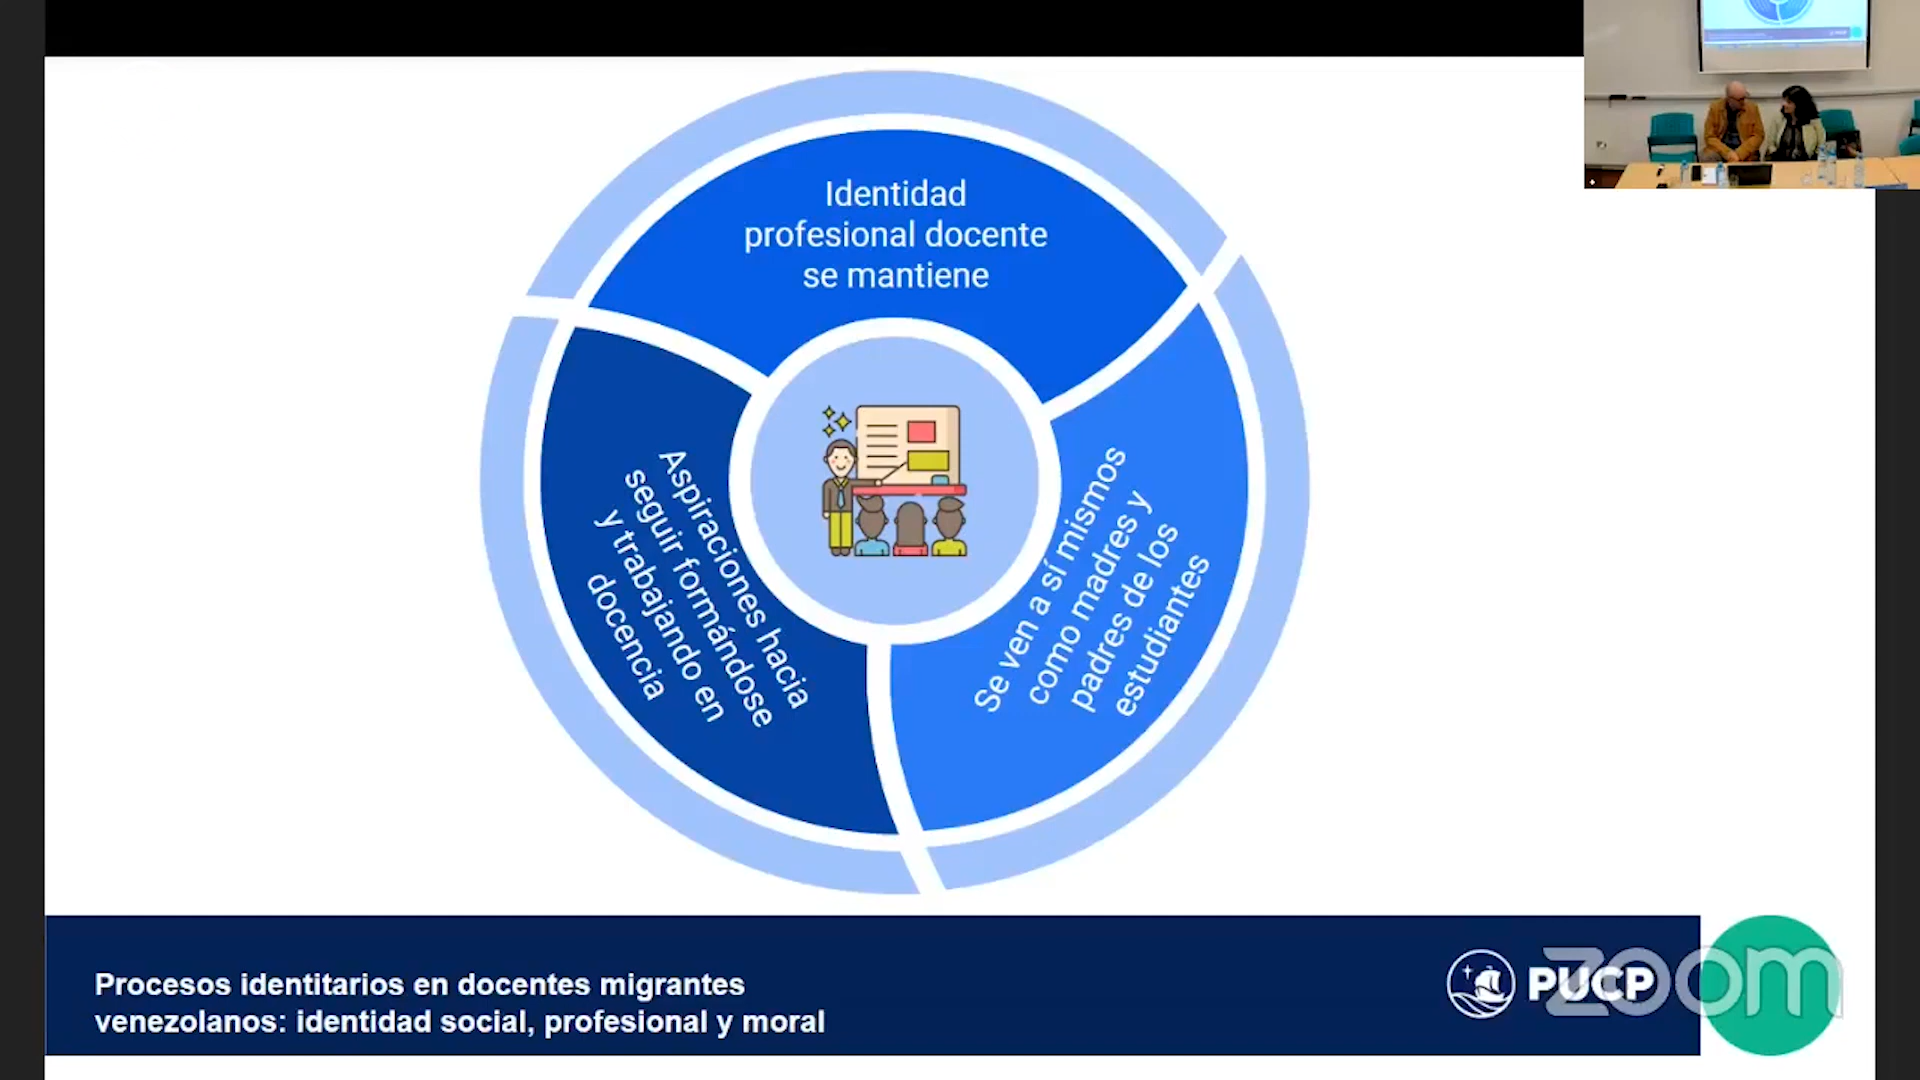 Identidad
profesional docente
se mantiene
Se ven a sí mismos
como madres y
padres de los
estudiantes
Aspiraciones hacia
seguir formándose
y trabajando en
docencia
Procesos identitarios en docentes migrantes
venezolanos: identidad social, profesional y moral
PUCP
zoom